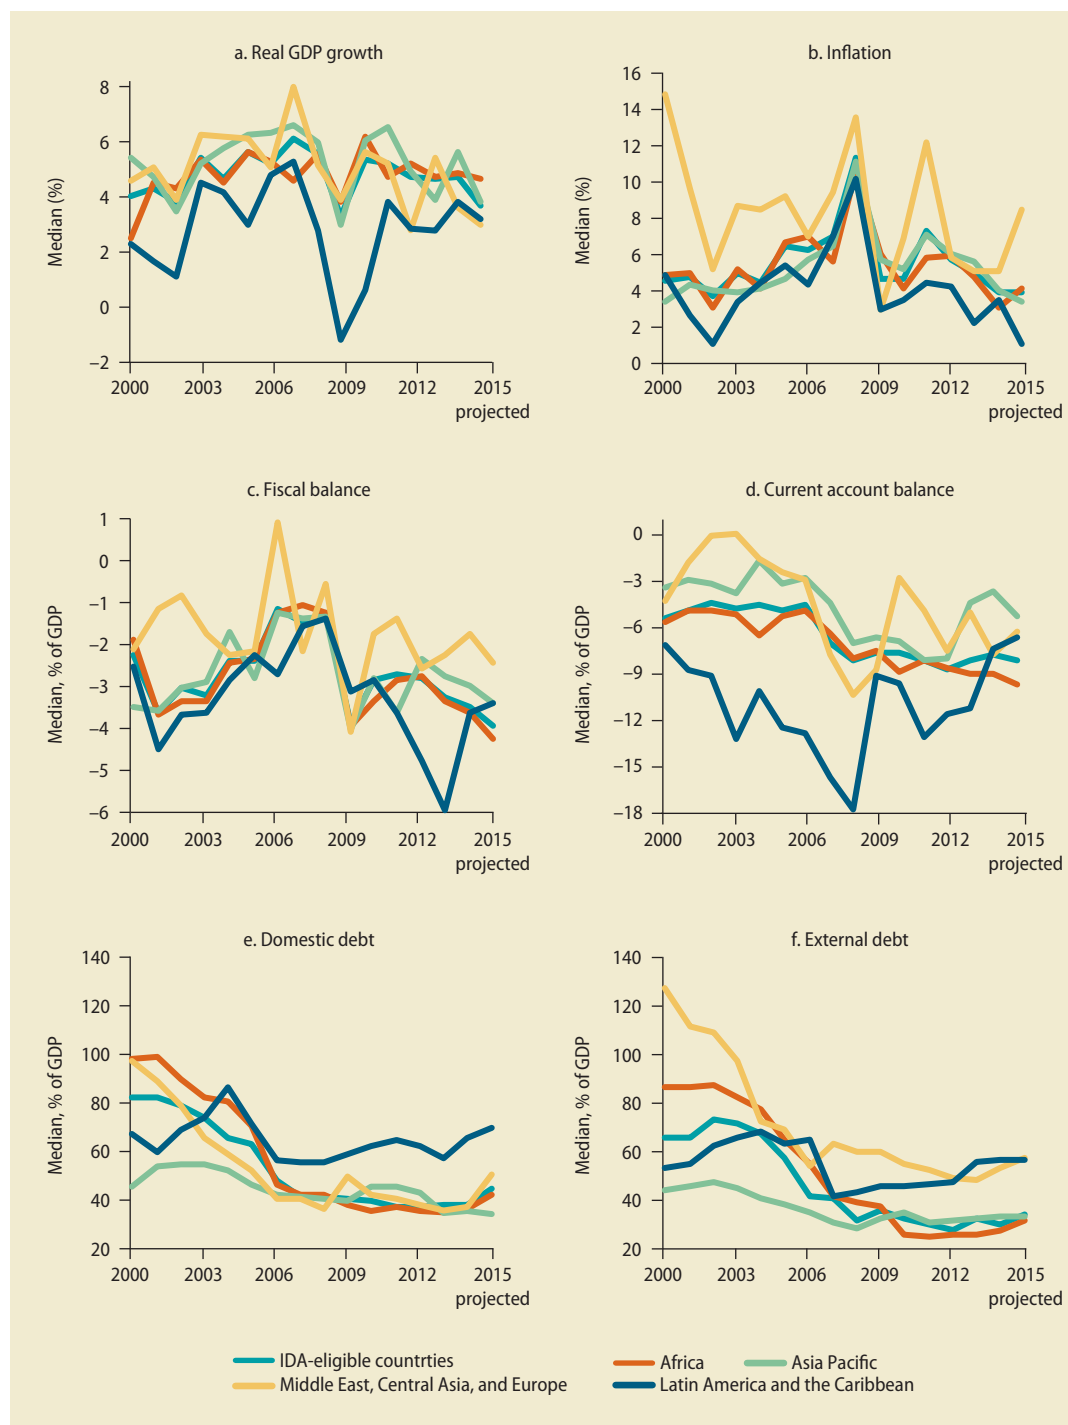 a. Real GDP growth
Median (%)
8
6
4
2
0
–2
2000 2003 2006 2009 2012 2015
projected
b. Inflation
Median (%)
16
14
12
10
8
6
4
2
0
2000 2003 2006 2009 2012 2015
projected
c. Fiscal balance
Median, % of GDP
1
0
–1
–2
–3
–4
–5
–6
2000 2003 2006 2009 2012 2015
projected
d. Current account balance
Median, % of GDP
0
–3
–6
–9
–12
–15
–18
2000 2003 2006 2009 2012 2015
projected
e. Domestic debt
Median, % of GDP
140
120
100
80
60
40
20
2000 2003 2006 2009 2012 2015
projected
f. External debt
Median, % of GDP
140
120
100
80
60
40
20
2000 2003 2006 2009 2012 2015
projected
IDA-eligible countrties
Africa
Asia Pacific
Middle East, Central Asia, and Europe
Latin America and the Caribbean